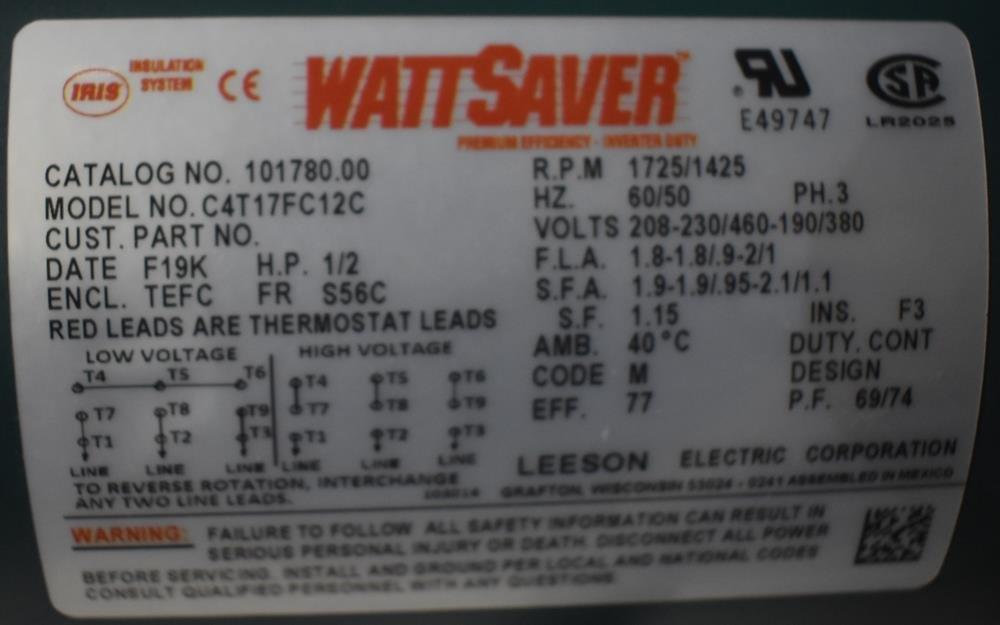 IRIS INSULATION SYSTEM CE
WATTSAVER™
PREMIUM EFFICIENCY - INVERTER DUTY
E49747
LR2025
CATALOG NO. 101780.00
MODEL NO. C4T17FC12C
CUST. PART NO.
DATE F19K H.P. 1/2
ENCL. TEFC FR S56C
RED LEADS ARE THERMOSTAT LEADS
R.P.M 1725/1425
HZ. 60/50 PH.3
VOLTS 208-230/460-190/380
F.L.A. 1.8-1.8/.9-2/1
S.F.A. 1.9-1.9/.95-2.1/1.1
S.F. 1.15 INS. F3
AMB. 40°C DUTY. CONT
CODE M DESIGN
EFF. 77 P.F. 69/74
LOW VOLTAGE
T4 T5 T6
T7 T8 T9
T1 T2 T3
LINE LINE LINE
HIGH VOLTAGE
T4 T5 T6
T7 T8 T9
T1 T2 T3
LINE LINE LINE
TO REVERSE ROTATION, INTERCHANGE
ANY TWO LINE LEADS.
LEESON ELECTRIC CORPORATION
GRAFTON, WISCONSIN 53024 - 0241 ASSEMBLED IN MEXICO
WARNING: FAILURE TO FOLLOW ALL SAFETY INFORMATION CAN RESULT IN
SERIOUS PERSONAL INJURY OR DEATH. DISCONNECT ALL POWER
BEFORE SERVICING. INSTALL AND GROUND PER LOCAL AND NATIONAL CODES
CONSULT QUALIFIED PERSONNEL WITH ANY QUESTIONS